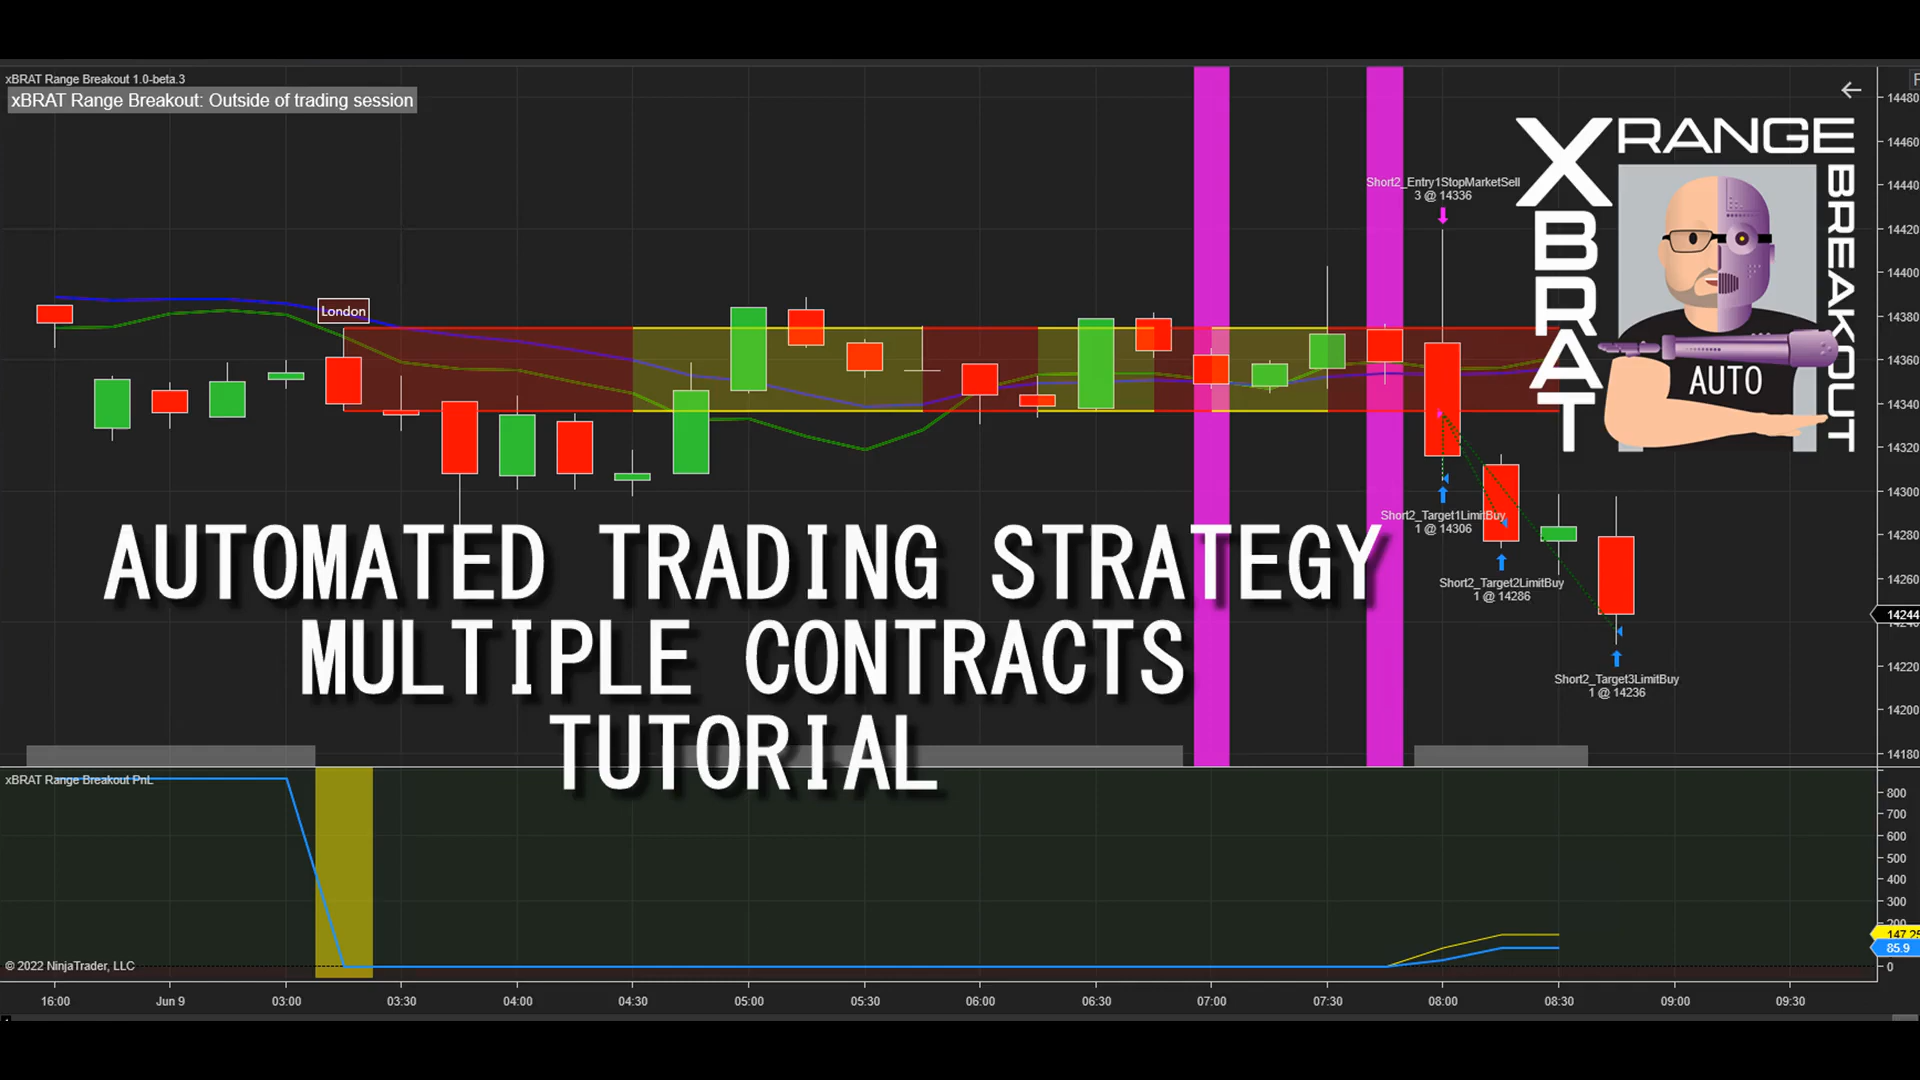 xBRAT Range Breakout 1.0-beta.3
xBRAT Range Breakout: Outside of trading session
XBRAT
RANGE
BREAKOUT
AUTO
London
Short2_Entry1StopMarketSell
3 @ 14336
Short2_Target1LimitBuy
1 @ 14306
Short2_Target2LimitBuy
1 @ 14286
Short2_Target3LimitBuy
1 @ 14236
AUTOMATED TRADING STRATEGY
MULTIPLE CONTRACTS
TUTORIAL
14480
14460
14440
14420
14400
14380
14360
14340
14320
14300
14280
14260
14244
14220
14200
14180
xBRAT Range Breakout PnL
800
700
600
500
400
300
200
147.25
85.9
0
© 2022 NinjaTrader, LLC
16:00 Jun 9 03:00 03:30 04:00 04:30 05:00 05:30 06:00 06:30 07:00 07:30 08:00 08:30 09:00 09:30